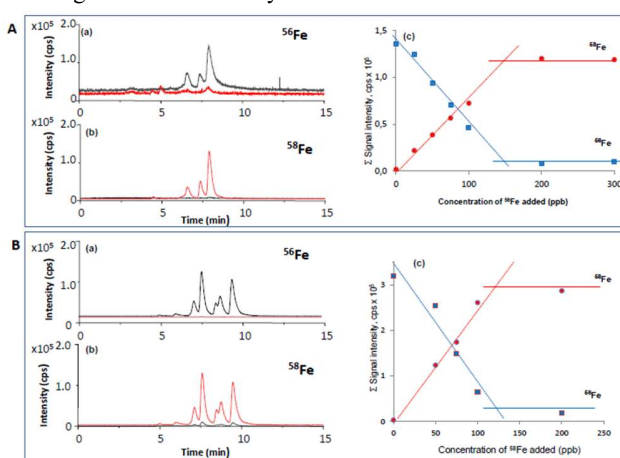 A
(a)
⁵⁶Fe
x10⁵
2.0
1.0
0
Intensity (cps)
0 5 10 15
(b)
⁵⁸Fe
x10⁵
2.0
1.0
0
Intensity (cps)
0 5 10 15
Time (min)
(c)
⁵⁸Fe
⁵⁸Fe
1,5
1,0
0,5
0,0
Σ Signal intensity, cps x 10⁵
0 100 200 300
Concentration of ⁵⁸Fe added (ppb)
B
(a)
⁵⁶Fe
x10⁵
2.0
1.0
0
Intensity (cps)
0 5 10 15
(b)
⁵⁸Fe
x10⁵
2.0
1.0
0
Intensity (cps)
0 5 10 15
Time (min)
(c)
⁵⁸Fe
⁵⁸Fe
3
2
1
0
Σ Signal intensity, cps x 10⁵
0 50 100 150 200 250
Concentration of ⁵⁸Fe added (ppb)